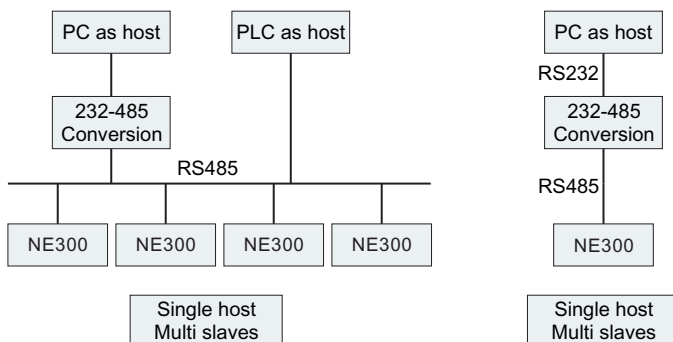 PC as host
PLC as host
232-485
Conversion
RS485
NE300
NE300
NE300
NE300
Single host
Multi slaves
PC as host
RS232
232-485
Conversion
RS485
NE300
Single host
Multi slaves